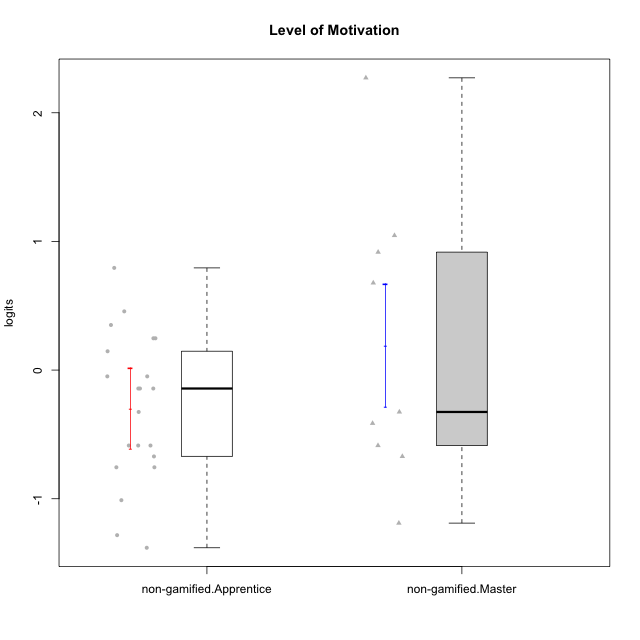 Level of Motivation
logits
2
1
0
-1
non-gamified.Apprentice
non-gamified.Master